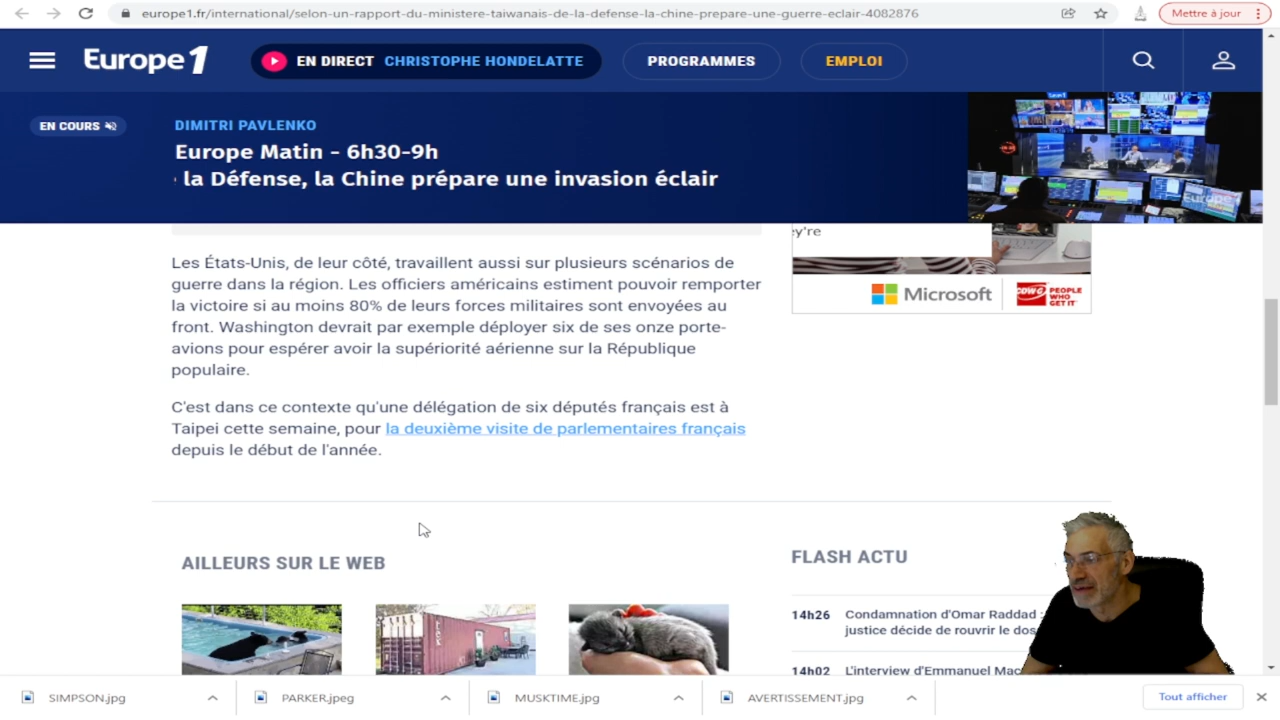 europe1.fr/international/selon-un-rapport-du-ministere-taiwanais-de-la-defense-la-chine-prepare-une-guerre-eclair-4082876
Mettre à jour
Europe 1
EN DIRECT CHRISTOPHE HONDELATTE
PROGRAMMES
EMPLOI
EN COURS
DIMITRI PAVLENKO
Europe Matin - 6h30-9h
la Défense, la Chine prépare une invasion éclair
ey're
Microsoft
CDW G PEOPLE
WHO
GET IT
Les États-Unis, de leur côté, travaillent aussi sur plusieurs scénarios de
guerre dans la région. Les officiers américains estiment pouvoir remporter
la victoire si au moins 80% de leurs forces militaires sont envoyées au
front. Washington devrait par exemple déployer six de ses onze porte-
avions pour espérer avoir la supériorité aérienne sur la République
populaire.
C'est dans ce contexte qu'une délégation de six députés français est à
Taipei cette semaine, pour la deuxième visite de parlementaires français
depuis le début de l'année.
AILLEURS SUR LE WEB
FLASH ACTU
14h26 Condamnation d'Omar Raddad :
justice décide de rouvrir le dos
14h02 L'interview d'Emmanuel Mac
SIMPSON.jpg
PARKER.jpeg
MUSKTIME.jpg
AVERTISSEMENT.jpg
Tout afficher